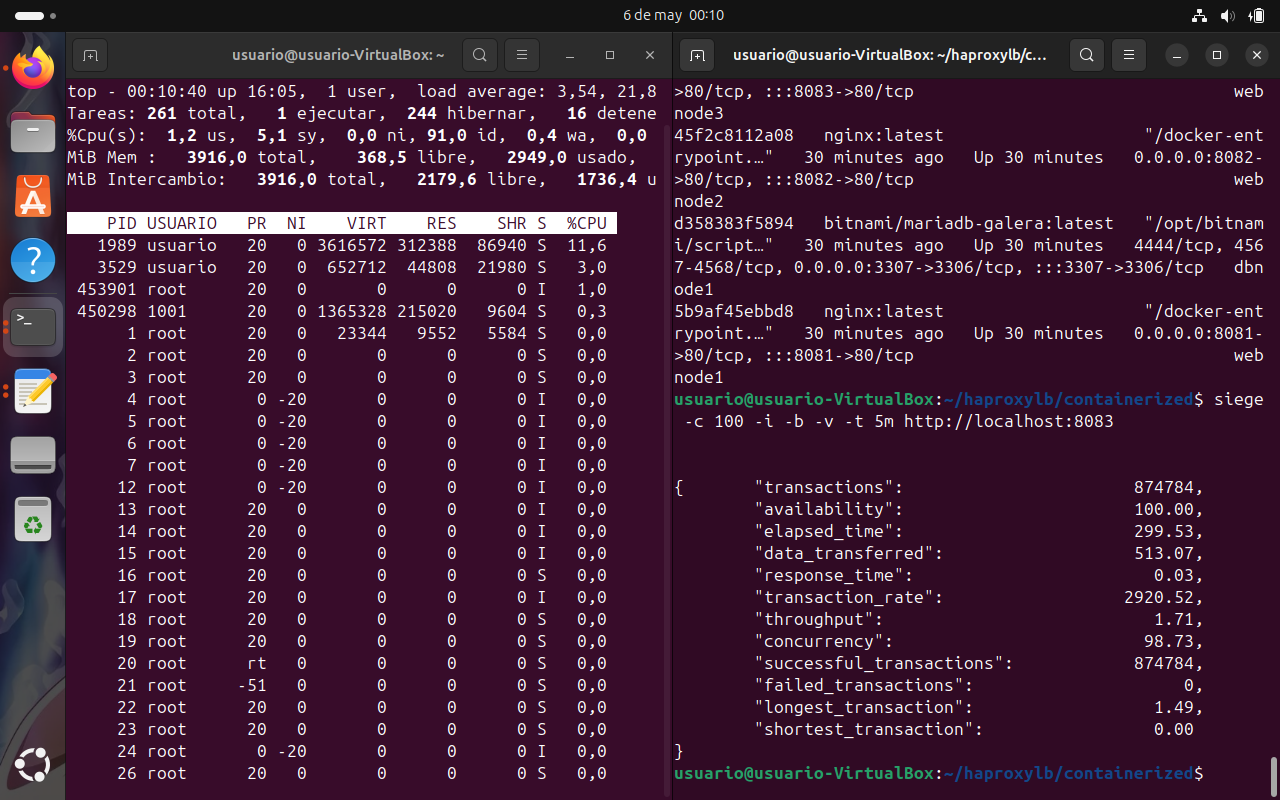 6 de may 00:10
usuario@usuario-VirtualBox: ~
top - 00:10:40 up 16:05, 1 user, load average: 3,54, 21,8
Tareas: 261 total, 1 ejecutar, 244 hibernar, 16 detene
%Cpu(s): 1,2 us, 5,1 sy, 0,0 ni, 91,0 id, 0,4 wa, 0,0
MiB Mem : 3916,0 total, 368,5 libre, 2949,0 usado,
MiB Intercambio: 3916,0 total, 2179,6 libre, 1736,4 u
PID USUARIO PR NI VIRT RES SHR S %CPU
1989 usuario 20 0 3616572 312388 86940 S 11,6
3529 usuario 20 0 652712 44808 21980 S 3,0
453901 root 20 0 0 0 0 I 1,0
450298 1001 20 0 1365328 215020 9604 S 0,3
1 root 20 0 23344 9552 5584 S 0,0
2 root 20 0 0 0 0 S 0,0
3 root 20 0 0 0 0 S 0,0
4 root 0 -20 0 0 0 I 0,0
5 root 0 -20 0 0 0 I 0,0
6 root 0 -20 0 0 0 I 0,0
7 root 0 -20 0 0 0 I 0,0
12 root 0 -20 0 0 0 I 0,0
13 root 20 0 0 0 0 I 0,0
14 root 20 0 0 0 0 I 0,0
15 root 20 0 0 0 0 I 0,0
16 root 20 0 0 0 0 S 0,0
17 root 20 0 0 0 0 I 0,0
18 root 20 0 0 0 0 S 0,0
19 root 20 0 0 0 0 S 0,0
20 root rt 0 0 0 0 S 0,0
21 root -51 0 0 0 0 S 0,0
22 root 20 0 0 0 0 S 0,0
23 root 20 0 0 0 0 S 0,0
24 root 0 -20 0 0 0 I 0,0
26 root 20 0 0 0 0 S 0,0
usuario@usuario-VirtualBox: ~/haproxylb/c...
>80/tcp, :::8083->80/tcp web
node3
45f2c8112a08 nginx:latest "/docker-ent
rypoint.…" 30 minutes ago Up 30 minutes 0.0.0.0:8082-
>80/tcp, :::8082->80/tcp web
node2
d358383f5894 bitnami/mariadb-galera:latest "/opt/bitnam
i/script…" 30 minutes ago Up 30 minutes 4444/tcp, 456
7-4568/tcp, 0.0.0.0:3307->3306/tcp, :::3307->3306/tcp dbn
ode1
5b9af45ebbd8 nginx:latest "/docker-ent
rypoint.…" 30 minutes ago Up 30 minutes 0.0.0.0:8081-
>80/tcp, :::8081->80/tcp web
node1
usuario@usuario-VirtualBox:~/haproxylb/containerized$ siege
-c 100 -i -b -v -t 5m http://localhost:8083
{ "transactions": 874784,
"availability": 100.00,
"elapsed_time": 299.53,
"data_transferred": 513.07,
"response_time": 0.03,
"transaction_rate": 2920.52,
"throughput": 1.71,
"concurrency": 98.73,
"successful_transactions": 874784,
"failed_transactions": 0,
"longest_transaction": 1.49,
"shortest_transaction": 0.00
}
usuario@usuario-VirtualBox:~/haproxylb/containerized$